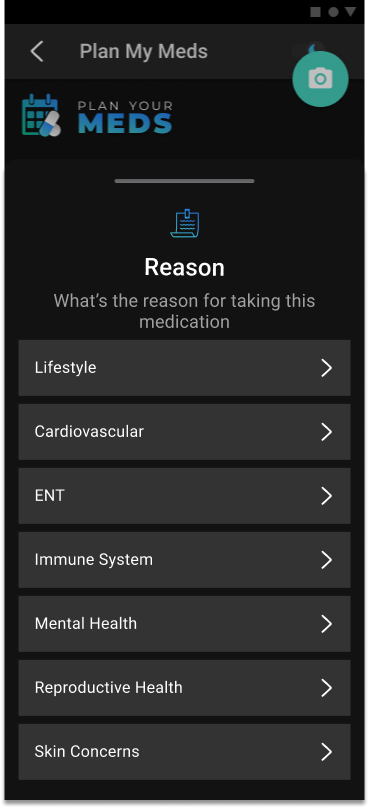 Plan My Meds
PLAN YOUR
MEDS
Reason
What's the reason for taking this
medication
Lifestyle
Cardiovascular
ENT
Immune System
Mental Health
Reproductive Health
Skin Concerns